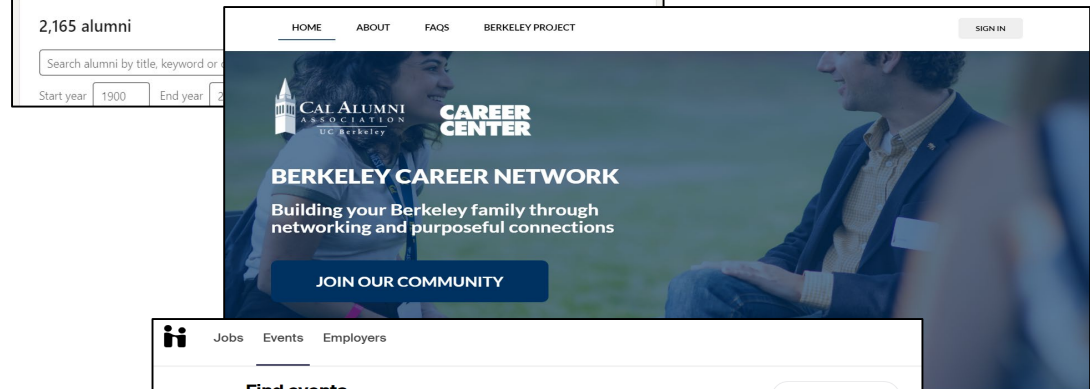 2,165 alumni
Search alumni by title, keyword or
Start year 1900 End year 2
HOME ABOUT FAQS BERKELEY PROJECT SIGN IN
CAL ALUMNI
ASSOCIATION
UC Berkeley
CAREER
CENTER
BERKELEY CAREER NETWORK
Building your Berkeley family through
networking and purposeful connections
JOIN OUR COMMUNITY
Jobs Events Employers
Find events